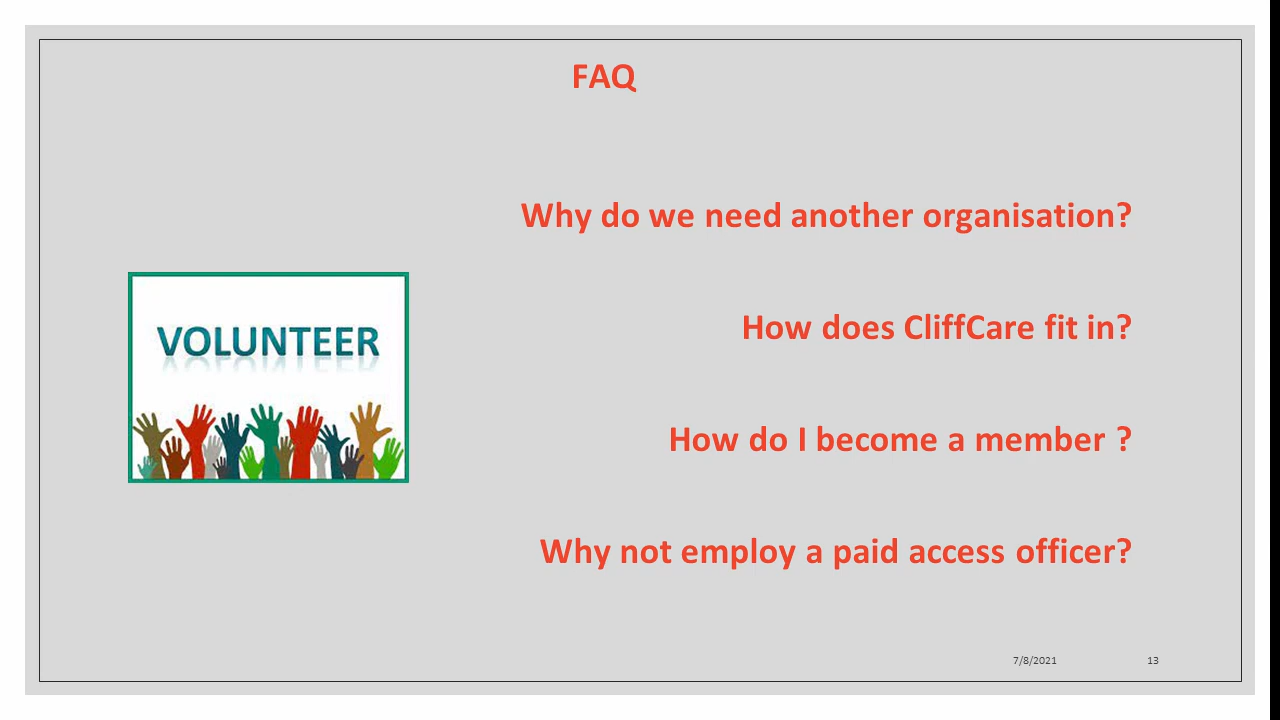 FAQ
Why do we need another organisation?
How does CliffCare fit in?
VOLUNTEER
How do I become a member ?
Why not employ a paid access officer?
7/8/2021
13